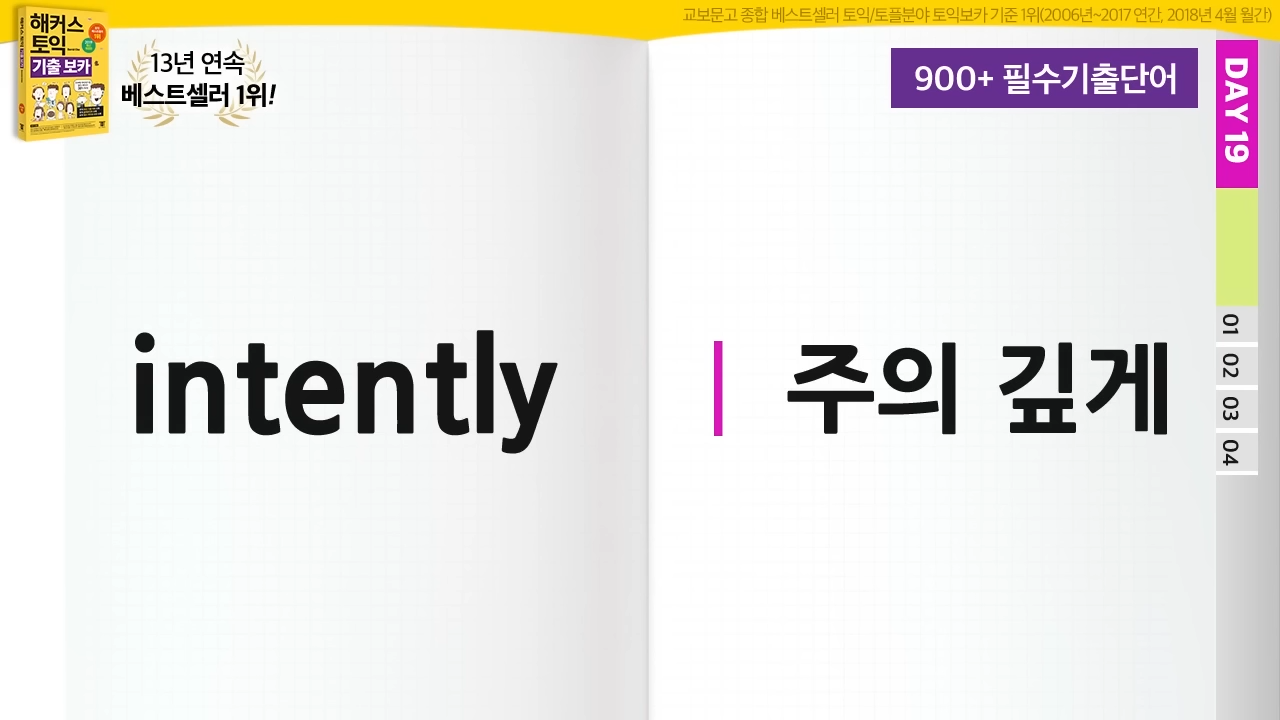 교보문고 종합 베스트셀러 토익/토플분야 토익보카 기준 1위(2006년~2017 연간, 2018년 4월 월간)
해커스
토익
기출 보카
13년 연속
베스트셀러 1위!
900+ 필수기출단어
DAY 19
intently
주의 깊게
01
02
03
04